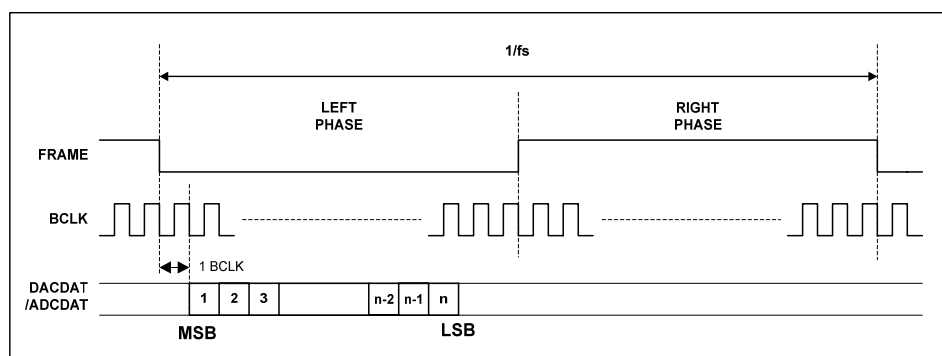 1/fs
LEFT
PHASE
RIGHT
PHASE
FRAME
BCLK
1 BCLK
DACDAT
/ADCDAT
1 2 3 n-2 n-1 n
MSB LSB